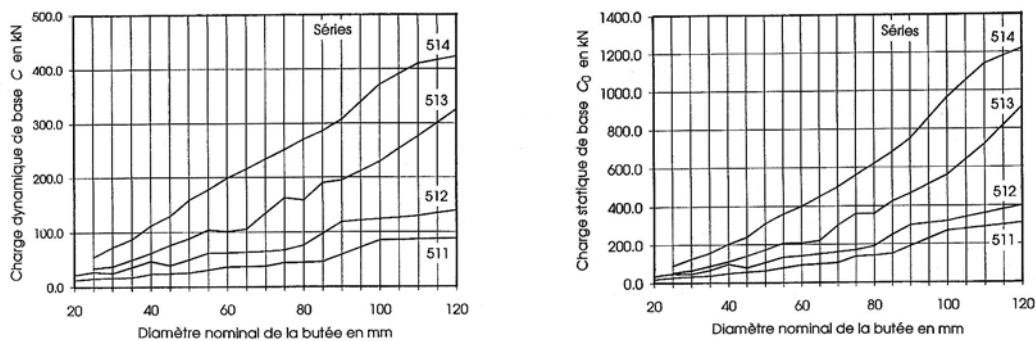 Charge dynamique de base C en kN
500.0
400.0
300.0
200.0
100.0
0.0
Séries
514
513
512
511
20 40 60 80 100 120
Diamètre nominal de la butée en mm
Charge statique de base C₀ en kN
1400.0
1200.0
1000.0
800.0
600.0
400.0
200.0
0.0
Séries
514
513
512
511
20 40 60 80 100 120
Diamètre nominal de la butée en mm